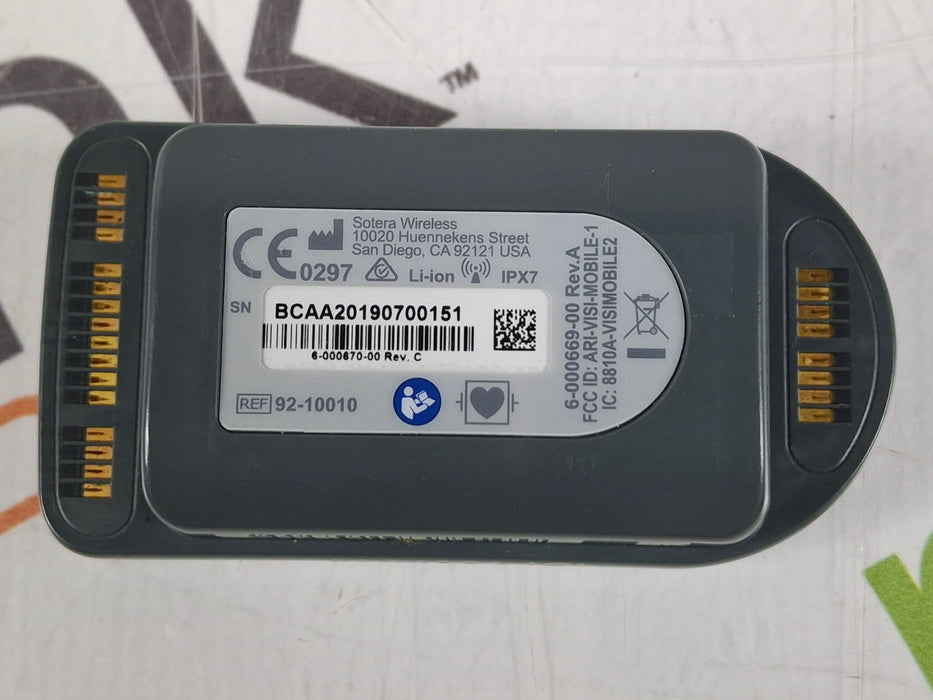 TM
Sotera Wireless
10020 Huennekens Street
San Diego, CA 92121 USA
CE 0297 Li-ion IPX7
SN
BCAA20190700151
6-000670-00 Rev. C
REF 92-10010
6-000669-00 Rev.A
FCC ID: ARI-VISI-MOBILE-1
IC: 8810A-VISIMOBILE2